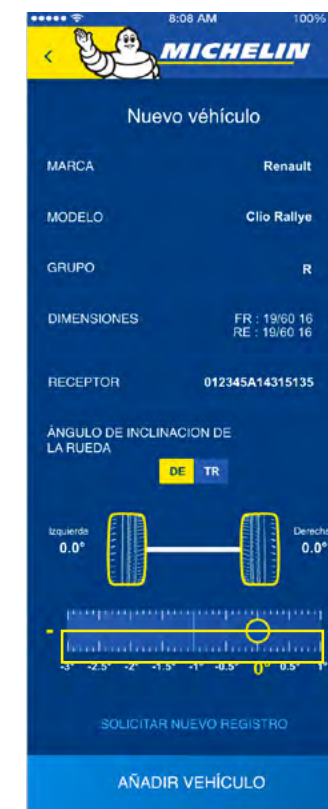 8:08 AM 100%
MICHELIN
Nuevo véhículo
MARCA Renault
MODELO Clio Rallye
GRUPO R
DIMENSIONES FR : 19/60 16
RE : 19/60 16
RECEPTOR 012345A14315135
ÁNGULO DE INCLINACION DE
LA RUEDA
DE TR
Izquierda Derecha
0.0° 0.0°
-
-3° -2.5° -2° -1.5° -1° -0.5° 0° 0.5° 1°
SOLICITAR NUEVO REGISTRO
AÑADIR VEHÍCULO